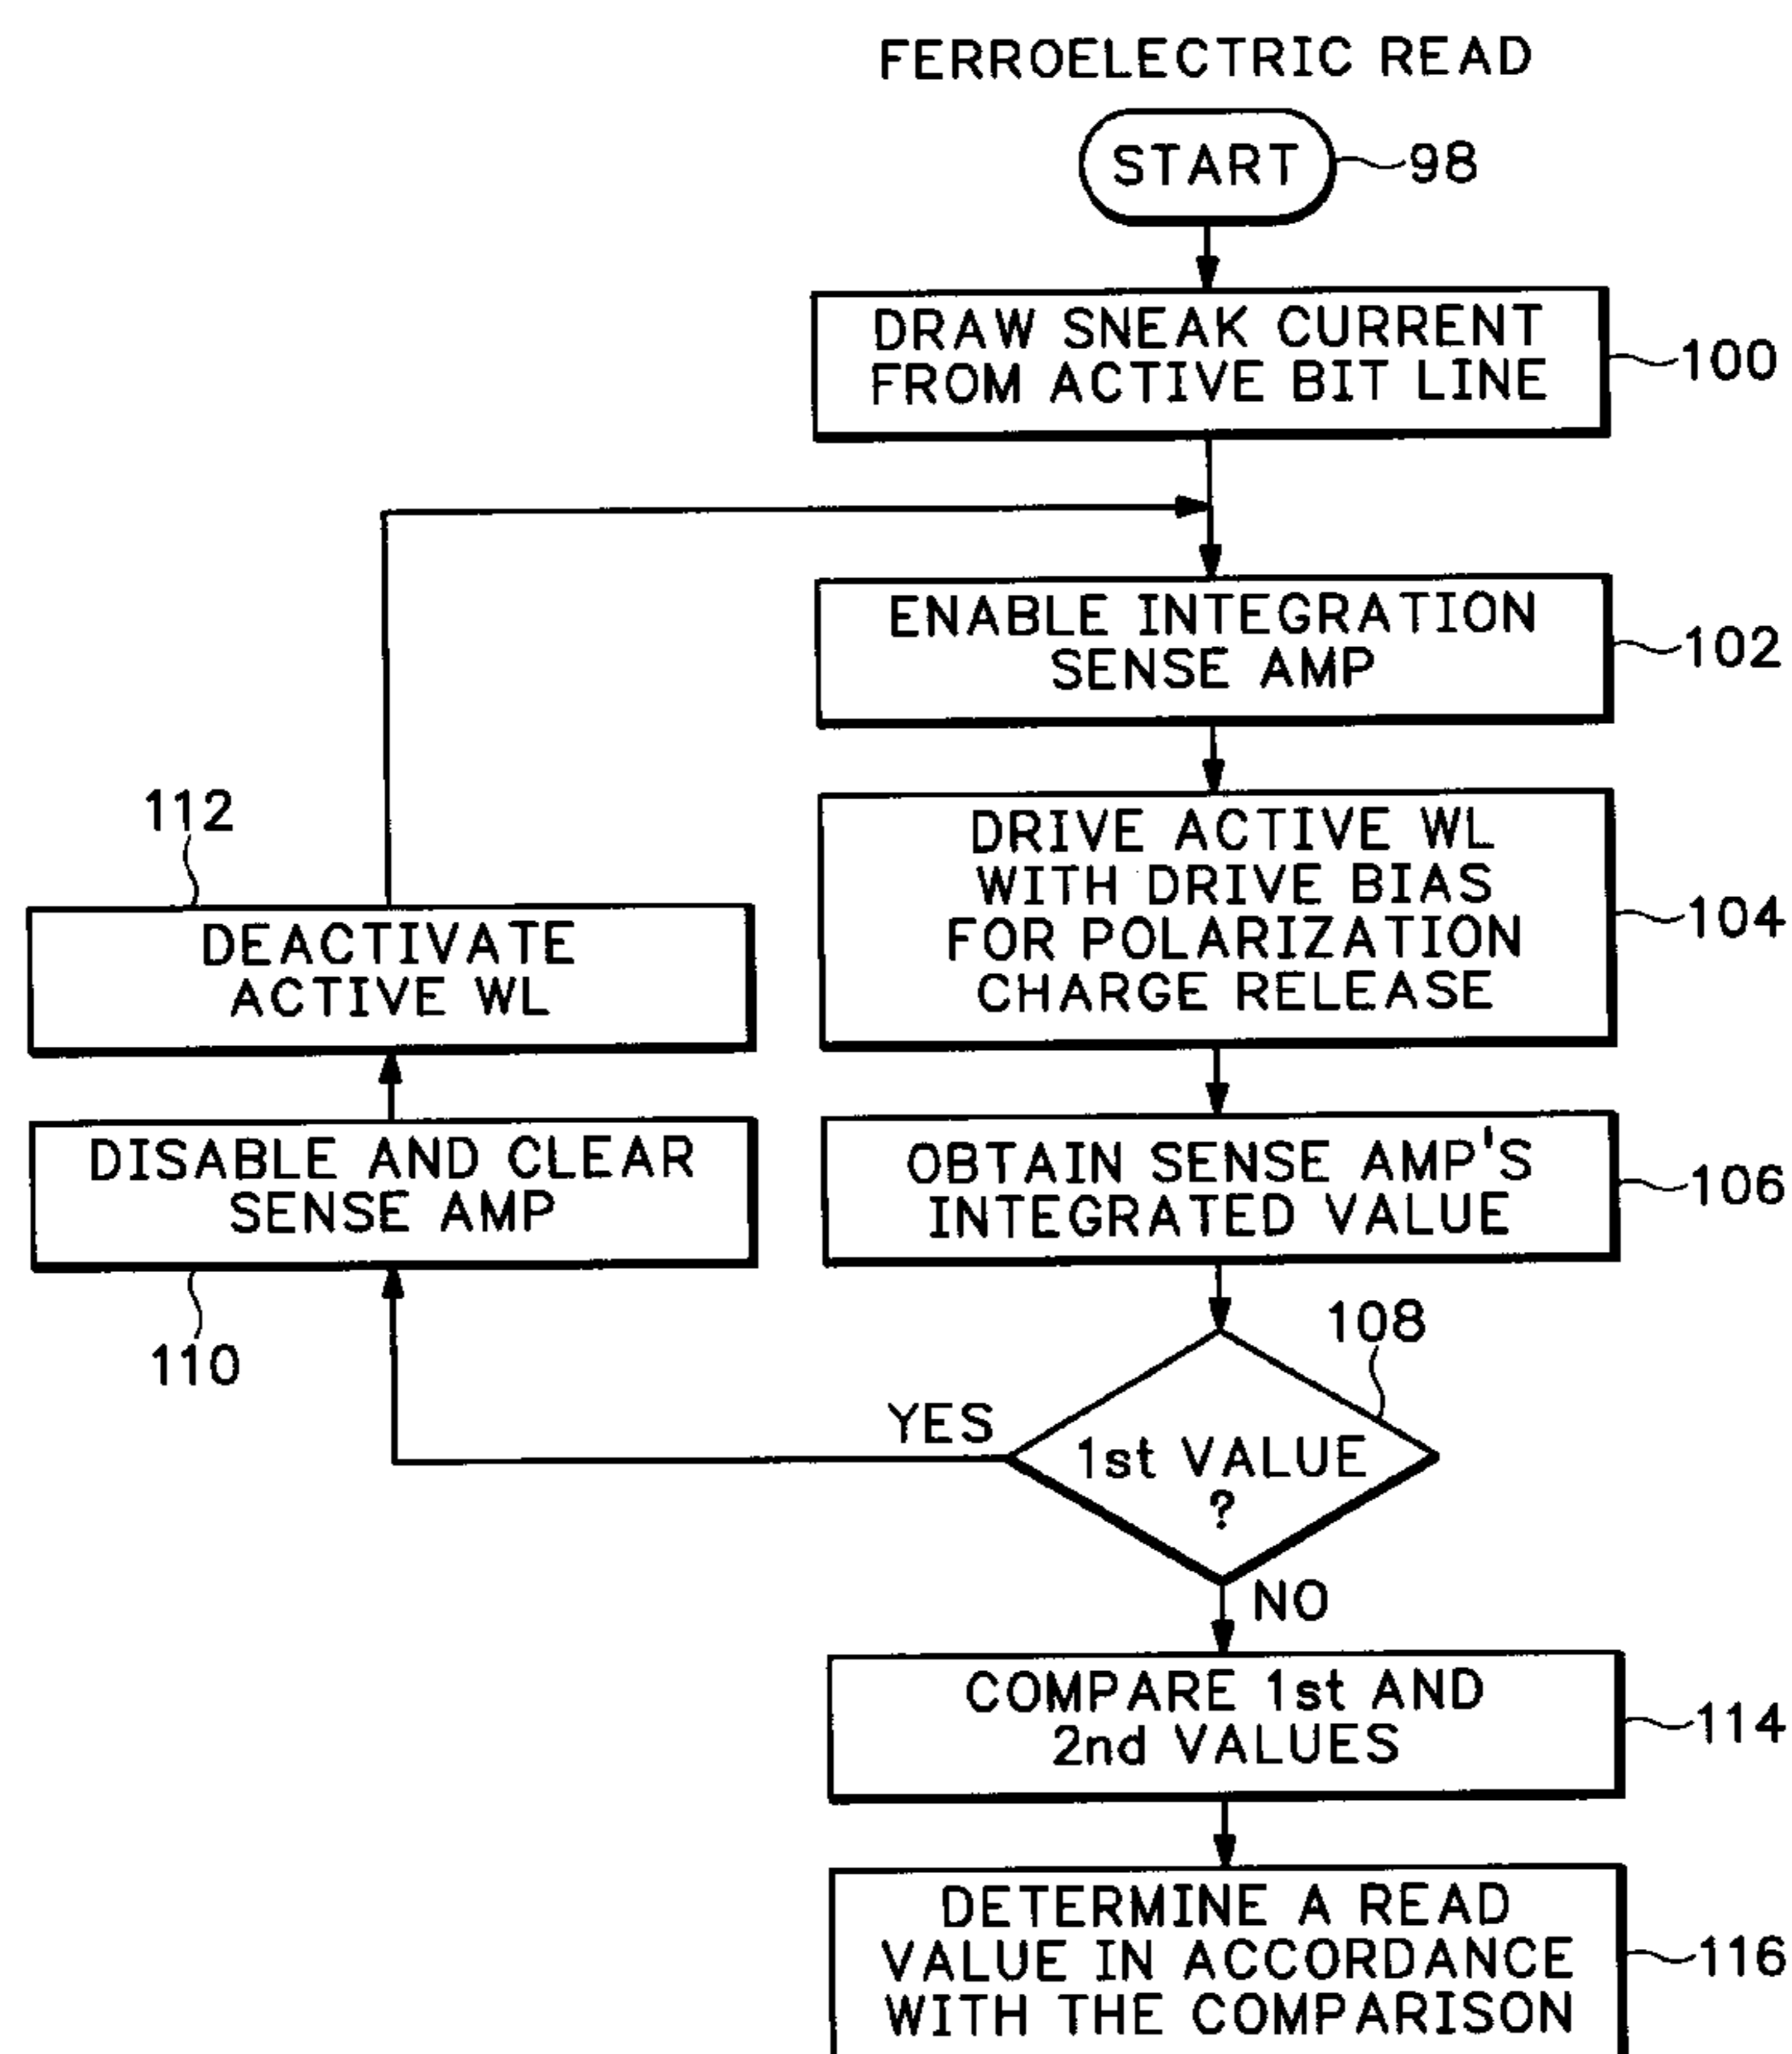 FERROELECTRIC READ
START
98
DRAW SNEAK CURRENT
FROM ACTIVE BIT LINE
100
ENABLE INTEGRATION
SENSE AMP
102
DRIVE ACTIVE WL
WITH DRIVE BIAS
FOR POLARIZATION
CHARGE RELEASE
104
112
DEACTIVATE
ACTIVE WL
DISABLE AND CLEAR
SENSE AMP
110
OBTAIN SENSE AMP'S
INTEGRATED VALUE
106
108
YES
1st VALUE
?
NO
COMPARE 1st AND
2nd VALUES
114
DETERMINE A READ
VALUE IN ACCORDANCE
WITH THE COMPARISON
116